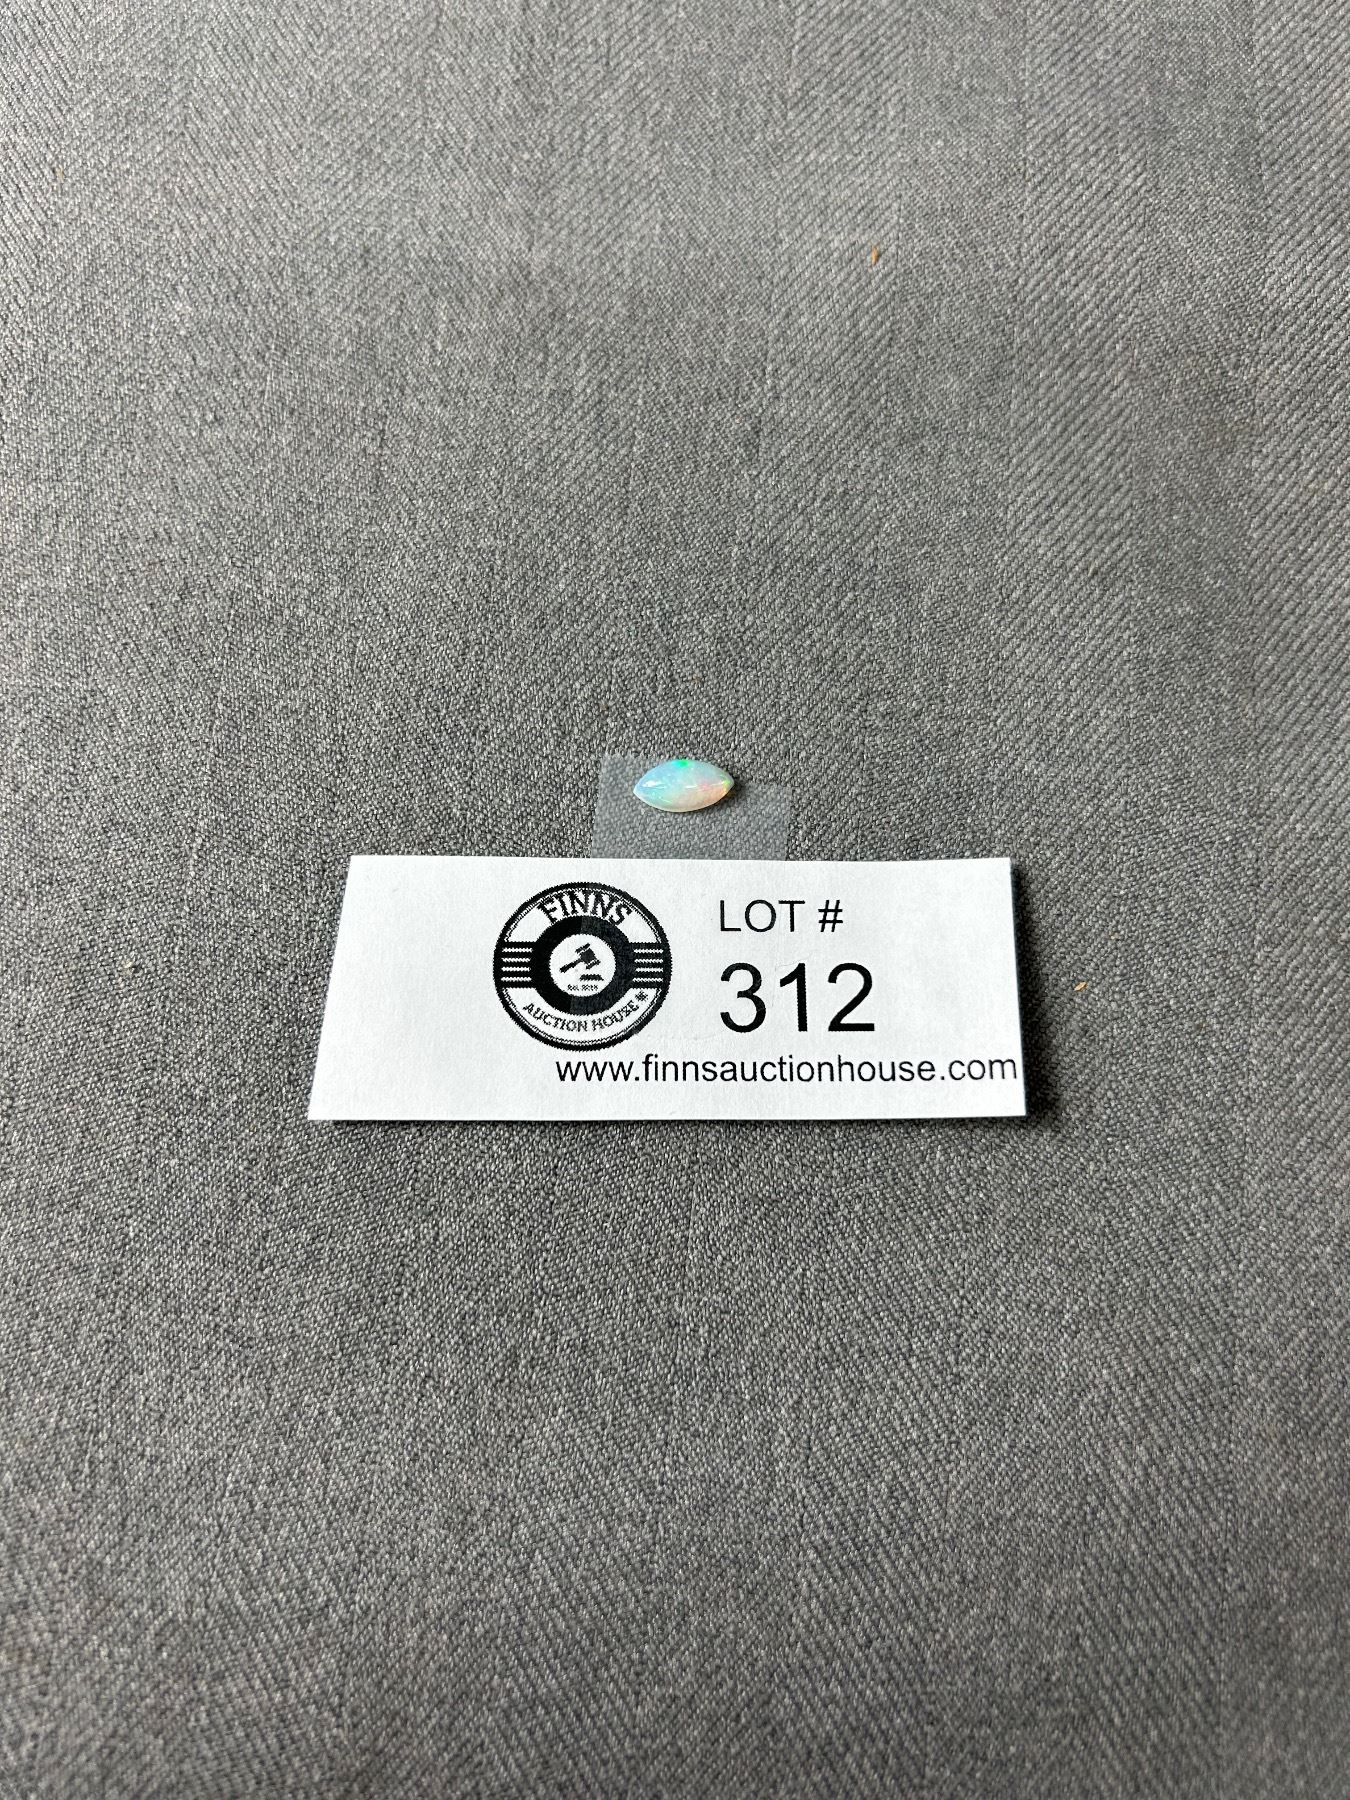 FINNS
AUCTION HOUSE
LOT #
312
www.finnsauctionhouse.com